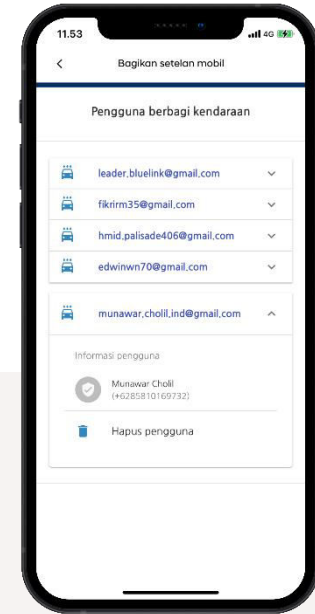 11.53
4G
Bagikan setelan mobil
Pengguna berbagi kendaraan
leader.bluelink@gmail.com
fikrirm35@gmail.com
hmid.palisade406@gmail.com
edwinwn70@gmail.com
munawar.cholil.ind@gmail.com
Informasi pengguna
Munawar Cholil
(+6285810169732)
Hapus pengguna